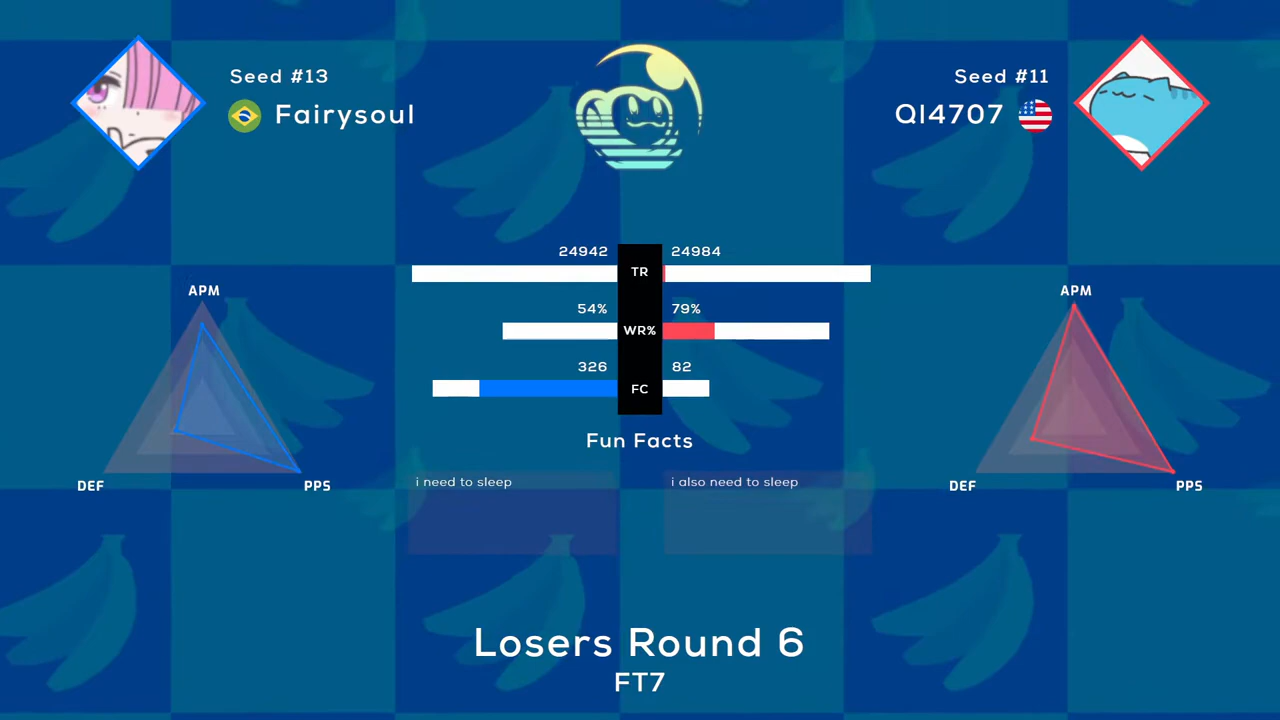 Seed #13
Fairysoul
Seed #11
QI4707
24942 TR 24984
54% WR% 79%
326 FC 82
Fun Facts
i need to sleep
i also need to sleep
APM
DEF
PPS
APM
DEF
PPS
Losers Round 6
FT7